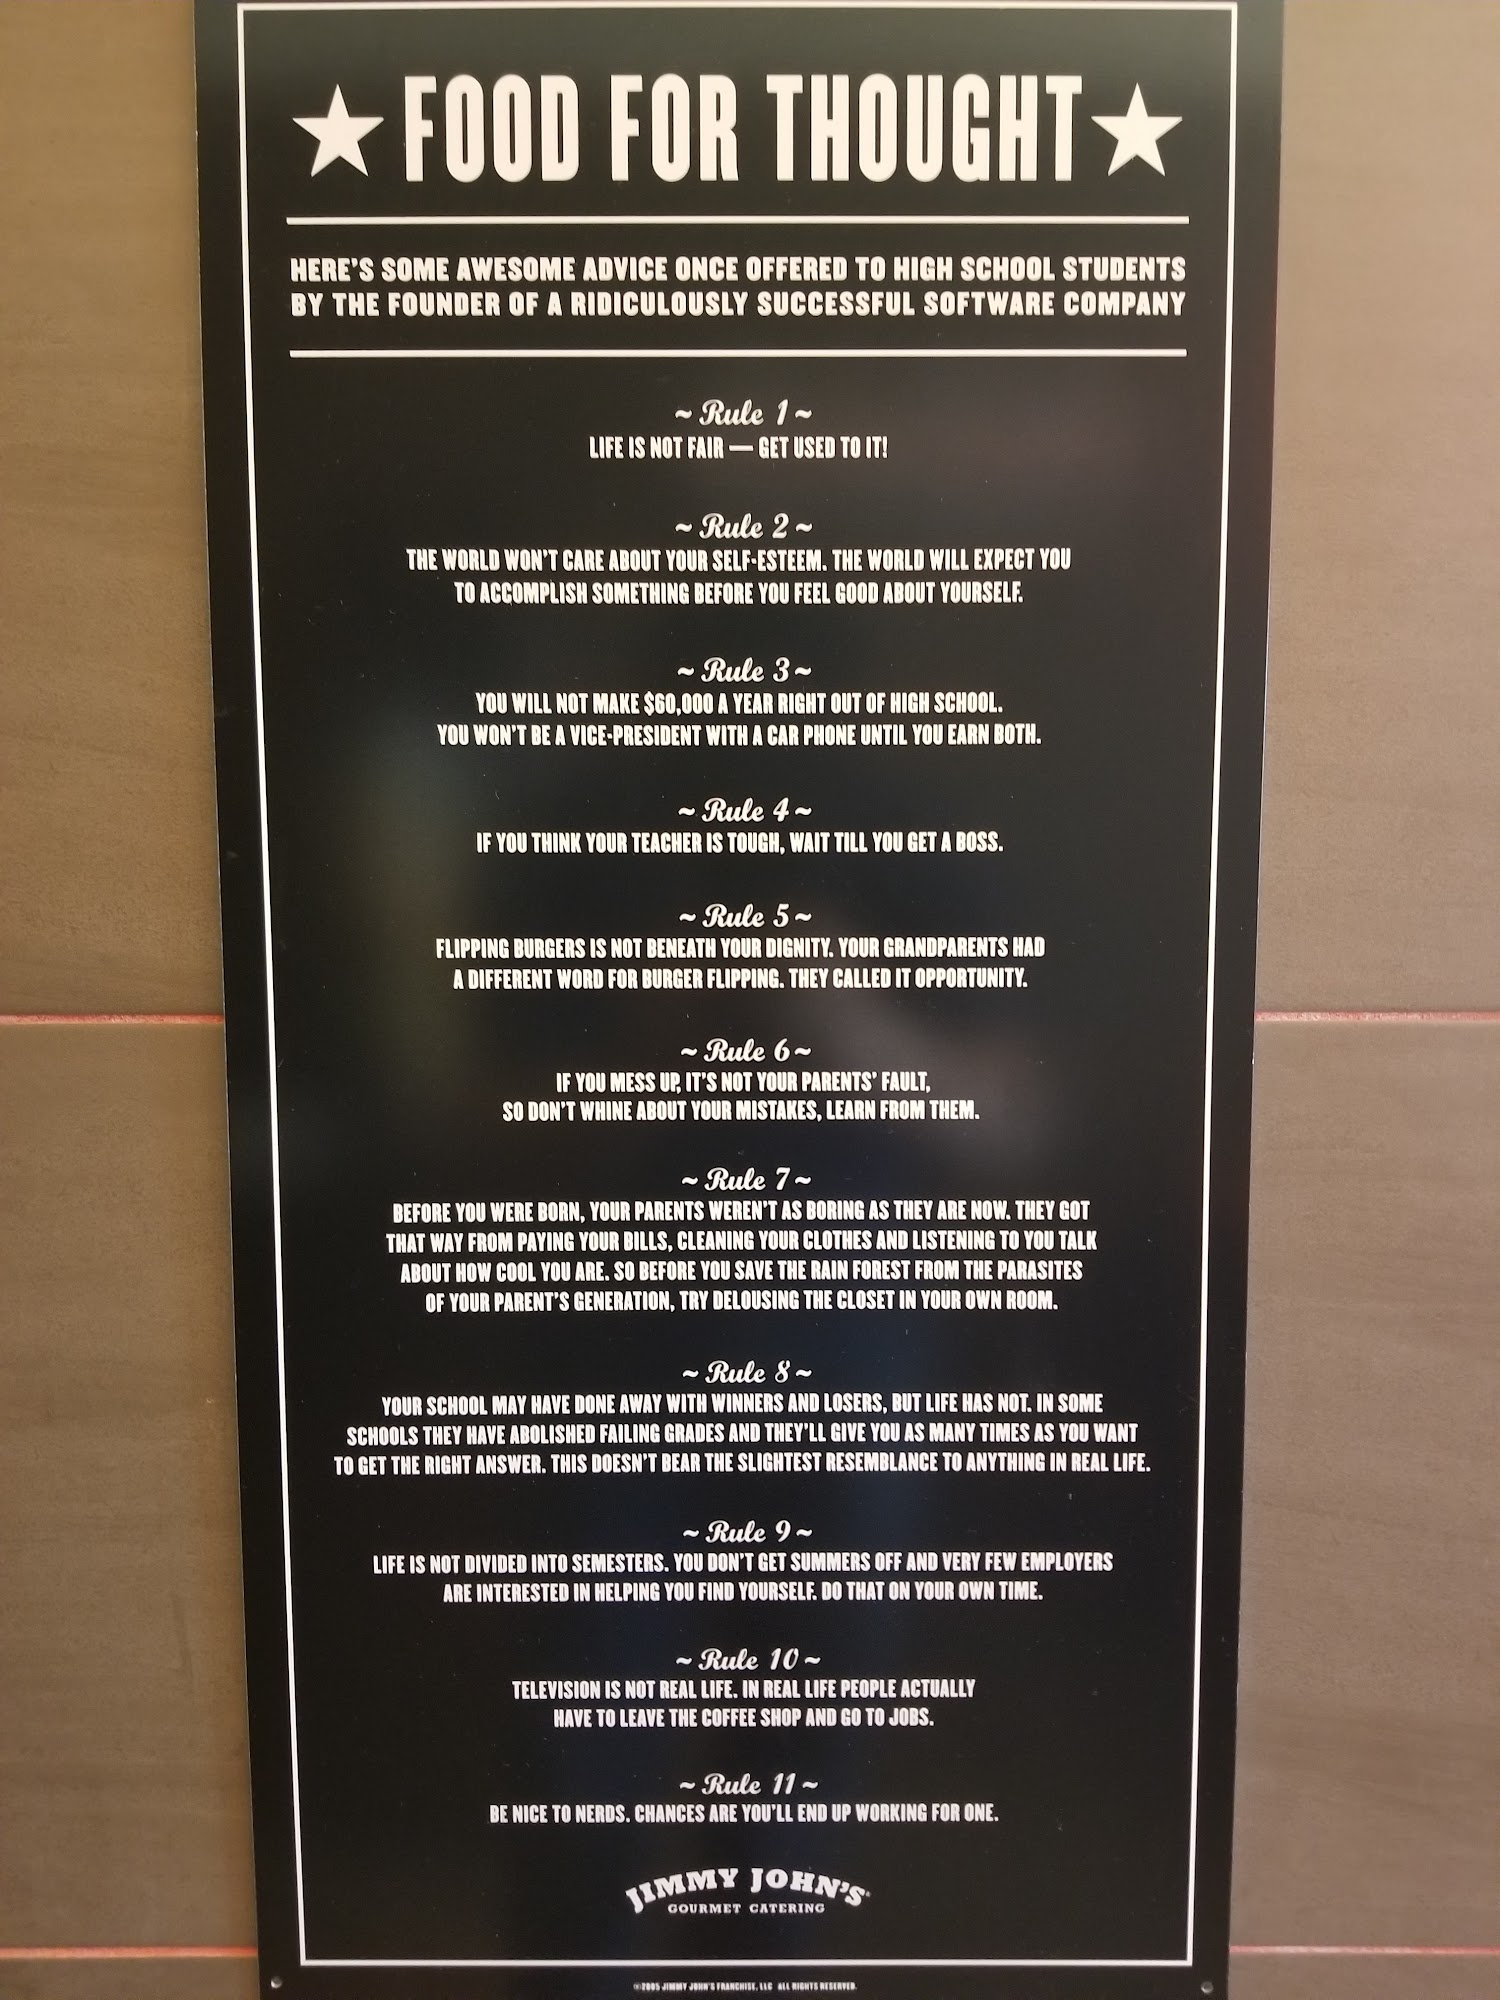 ★ FOOD FOR THOUGHT ★
HERE'S SOME AWESOME ADVICE ONCE OFFERED TO HIGH SCHOOL STUDENTS
BY THE FOUNDER OF A RIDICULOUSLY SUCCESSFUL SOFTWARE COMPANY
~ Rule 1 ~
LIFE IS NOT FAIR — GET USED TO IT!
~ Rule 2 ~
THE WORLD WON'T CARE ABOUT YOUR SELF-ESTEEM. THE WORLD WILL EXPECT YOU
TO ACCOMPLISH SOMETHING BEFORE YOU FEEL GOOD ABOUT YOURSELF.
~ Rule 3 ~
YOU WILL NOT MAKE $60,000 A YEAR RIGHT OUT OF HIGH SCHOOL.
YOU WON'T BE A VICE-PRESIDENT WITH A CAR PHONE UNTIL YOU EARN BOTH.
~ Rule 4 ~
IF YOU THINK YOUR TEACHER IS TOUGH, WAIT TILL YOU GET A BOSS.
~ Rule 5 ~
FLIPPING BURGERS IS NOT BENEATH YOUR DIGNITY. YOUR GRANDPARENTS HAD
A DIFFERENT WORD FOR BURGER FLIPPING. THEY CALLED IT OPPORTUNITY.
~ Rule 6 ~
IF YOU MESS UP, IT'S NOT YOUR PARENTS' FAULT,
SO DON'T WHINE ABOUT YOUR MISTAKES, LEARN FROM THEM.
~ Rule 7 ~
BEFORE YOU WERE BORN, YOUR PARENTS WEREN'T AS BORING AS THEY ARE NOW. THEY GOT
THAT WAY FROM PAYING YOUR BILLS, CLEANING YOUR CLOTHES AND LISTENING TO YOU TALK
ABOUT HOW COOL YOU ARE. SO BEFORE YOU SAVE THE RAIN FOREST FROM THE PARASITES
OF YOUR PARENT'S GENERATION, TRY DELOUSING THE CLOSET IN YOUR OWN ROOM.
~ Rule 8 ~
YOUR SCHOOL MAY HAVE DONE AWAY WITH WINNERS AND LOSERS, BUT LIFE HAS NOT. IN SOME
SCHOOLS THEY HAVE ABOLISHED FAILING GRADES AND THEY'LL GIVE YOU AS MANY TIMES AS YOU WANT
TO GET THE RIGHT ANSWER. THIS DOESN'T BEAR THE SLIGHTEST RESEMBLANCE TO ANYTHING IN REAL LIFE.
~ Rule 9 ~
LIFE IS NOT DIVIDED INTO SEMESTERS. YOU DON'T GET SUMMERS OFF AND VERY FEW EMPLOYERS
ARE INTERESTED IN HELPING YOU FIND YOURSELF. DO THAT ON YOUR OWN TIME.
~ Rule 10 ~
TELEVISION IS NOT REAL LIFE. IN REAL LIFE PEOPLE ACTUALLY
HAVE TO LEAVE THE COFFEE SHOP AND GO TO JOBS.
~ Rule 11 ~
BE NICE TO NERDS. CHANCES ARE YOU'LL END UP WORKING FOR ONE.
JIMMY JOHN'S®
GOURMET CATERING
©2005 JIMMY JOHN'S FRANCHISE, LLC ALL RIGHTS RESERVED.